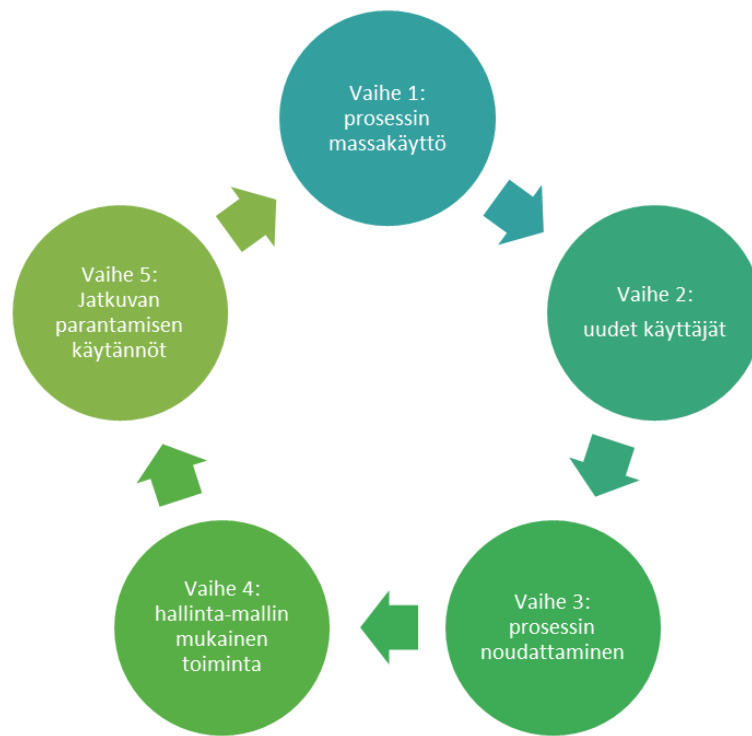 Vaihe 1:
prosessin
massakäyttö
Vaihe 2:
uudet käyttäjät
Vaihe 3:
prosessin
noudattaminen
Vaihe 4:
hallinta-mallin
mukainen
toiminta
Vaihe 5:
Jatkuvan
parantamisen
käytännöt